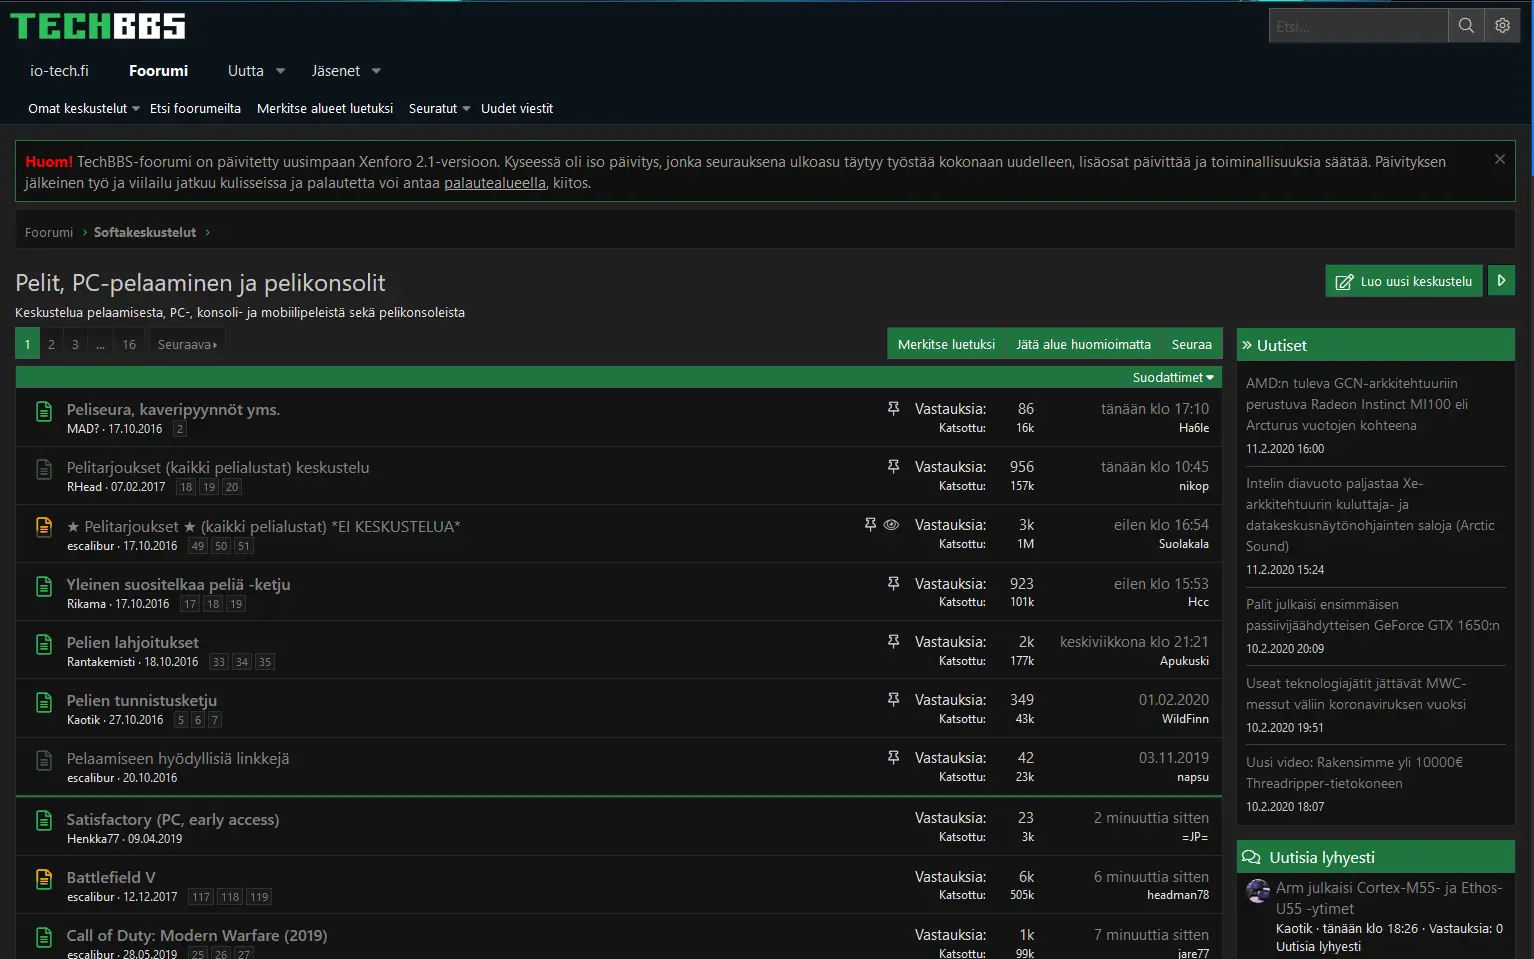 TECHBBS
Etsi...
io-tech.fi Foorumi Uutta Jäsenet
Omat keskustelut Etsi foorumeilta Merkitse alueet luetuksi Seuratut Uudet viestit
Huom! TechBBS-foorumi on päivitetty uusimpaan Xenforo 2.1-versioon. Kyseessä oli iso päivitys, jonka seurauksena ulkoasu täytyy työstää kokonaan uudelleen, lisäosat päivittää ja toiminallisuuksia säätää. Päivityksen
jälkeinen työ ja viilailu jatkuu kulisseissa ja palautetta voi antaa palautealueella, kiitos.
Foorumi › Softakeskustelut ›
Pelit, PC-pelaaminen ja pelikonsolit
Luo uusi keskustelu
Keskustelua pelaamisesta, PC-, konsoli- ja mobiilipeleistä sekä pelikonsoleista
1 2 3 ... 16 Seuraava
Merkitse luetuksi Jätä alue huomioimatta Seuraa
Suodattimet
Peliseura, kaveripyynnöt yms. Vastauksia: 86 tänään klo 17:10
MAD? · 17.10.2016 2 Katsottu: 16k Ha6le
Pelitarjoukset (kaikki pelialustat) keskustelu Vastauksia: 956 tänään klo 10:45
RHead · 07.02.2017 18 19 20 Katsottu: 157k nikop
★ Pelitarjoukset ★ (kaikki pelialustat) *EI KESKUSTELUA* Vastauksia: 3k eilen klo 16:54
escalibur · 17.10.2016 49 50 51 Katsottu: 1M Suolakala
Yleinen suositelkaa peliä -ketju Vastauksia: 923 eilen klo 15:53
Rikama · 17.10.2016 17 18 19 Katsottu: 101k Hcc
Pelien lahjoitukset Vastauksia: 2k keskiviikkona klo 21:21
Rantakemisti · 18.10.2016 33 34 35 Katsottu: 177k Apukuski
Pelien tunnistusketju Vastauksia: 349 01.02.2020
Kaotik · 27.10.2016 5 6 7 Katsottu: 43k WildFinn
Pelaamiseen hyödyllisiä linkkejä Vastauksia: 42 03.11.2019
escalibur · 20.10.2016 Katsottu: 23k napsu
Satisfactory (PC, early access) Vastauksia: 23 2 minuuttia sitten
Henkka77 · 09.04.2019 Katsottu: 3k =JP=
Battlefield V Vastauksia: 6k 6 minuuttia sitten
escalibur · 12.12.2017 117 118 119 Katsottu: 505k headman78
Call of Duty: Modern Warfare (2019) Vastauksia: 1k 7 minuuttia sitten
escalibur · 28.05.2019 25 26 27 Katsottu: 99k jare77
» Uutiset
AMD:n tuleva GCN-arkkitehtuuriin
perustuva Radeon Instinct MI100 eli
Arcturus vuotojen kohteena
11.2.2020 16:00
Intelin diavuoto paljastaa Xe-
arkkitehtuurin kuluttaja- ja
datakeskusnäytönohjainten saloja (Arctic
Sound)
11.2.2020 15:24
Palit julkaisi ensimmäisen
passiivijäähdytteisen GeForce GTX 1650:n
10.2.2020 20:09
Useat teknologiajätit jättävät MWC-
messut väliin koronaviruksen vuoksi
10.2.2020 19:51
Uusi video: Rakensimme yli 10000€
Threadripper-tietokoneen
10.2.2020 18:07
Uutisia lyhyesti
Arm julkaisi Cortex-M55- ja Ethos-
U55 -ytimet
Kaotik · tänään klo 18:26 · Vastauksia: 0
Uutisia lyhyesti